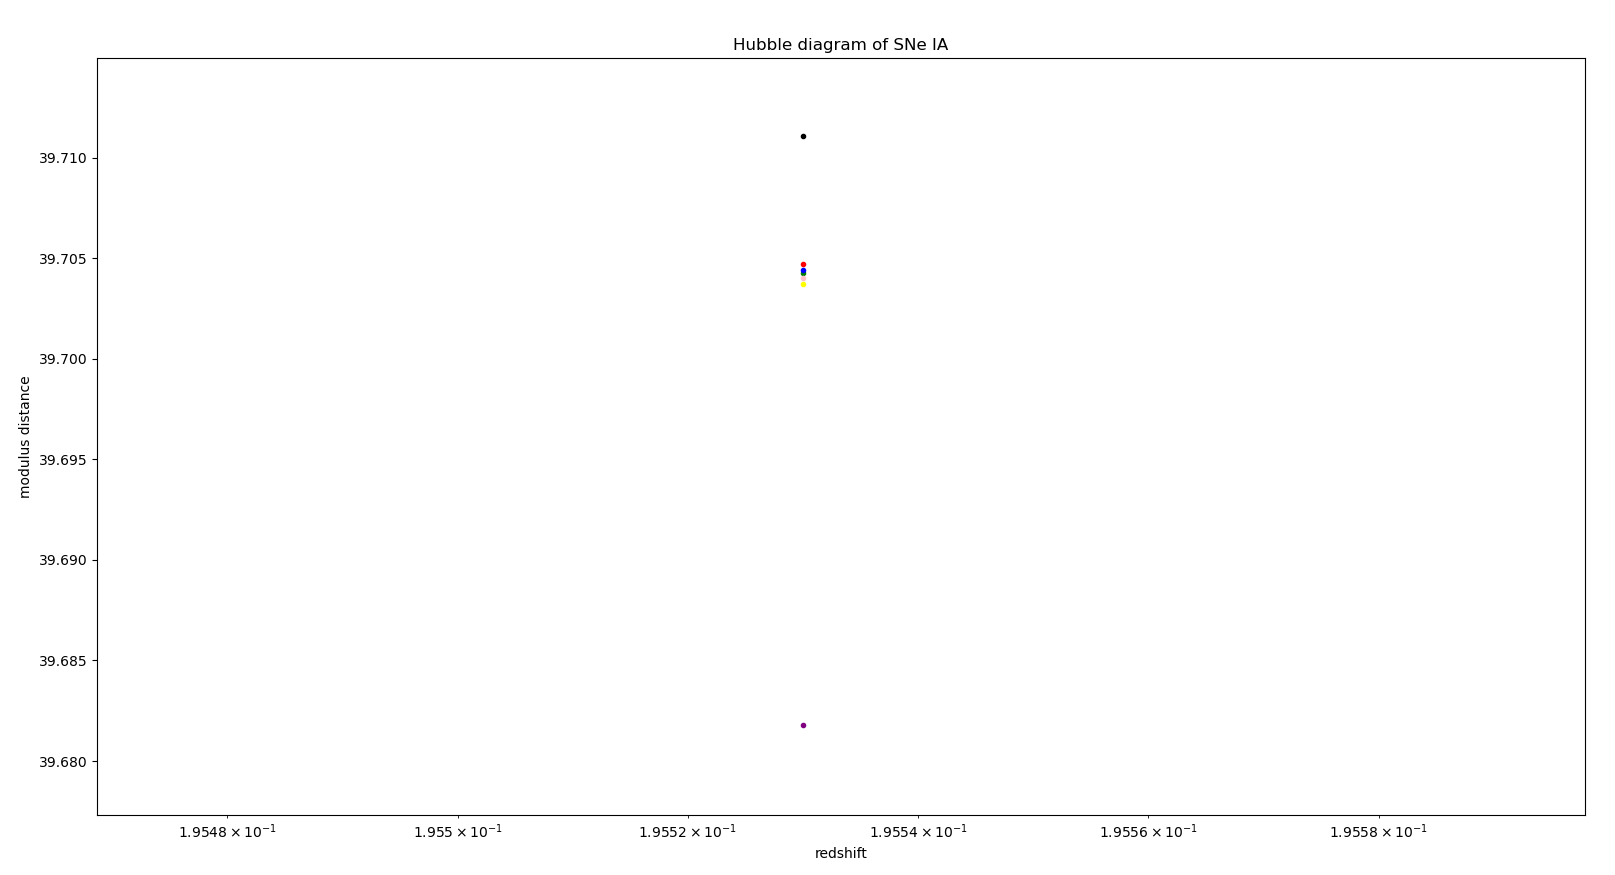 Hubble diagram of SNe IA
39.710
39.705
39.700
39.695
39.690
39.685
39.680
modulus distance
1.9548 × 10⁻¹
1.955 × 10⁻¹
1.9552 × 10⁻¹
1.9554 × 10⁻¹
1.9556 × 10⁻¹
1.9558 × 10⁻¹
redshift